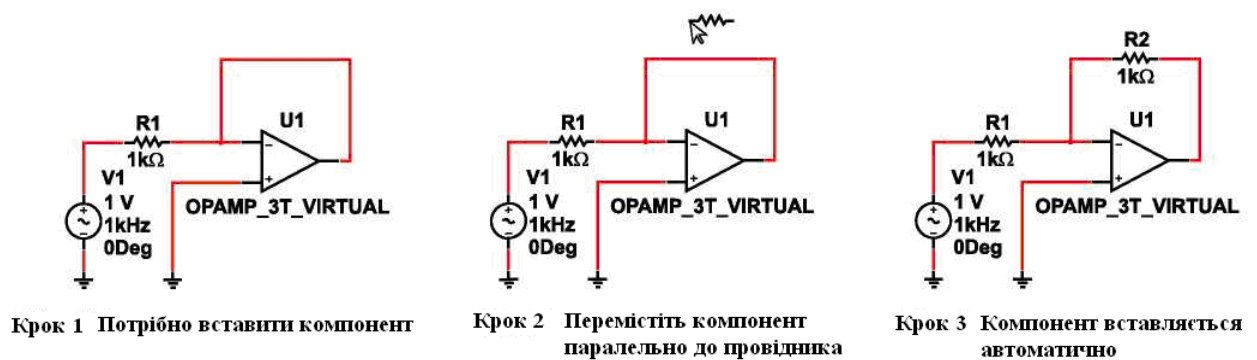 R1
1kΩ
U1
V1
1 V
1kHz
0Deg
OPAMP_3T_VIRTUAL
Крок 1 Потрібно вставити компонент
R1
1kΩ
U1
V1
1 V
1kHz
0Deg
OPAMP_3T_VIRTUAL
Крок 2 Перемістіть компонент
паралельно до провідника
R2
1kΩ
R1
1kΩ
U1
V1
1 V
1kHz
0Deg
OPAMP_3T_VIRTUAL
Крок 3 Компонент вставляється
автоматично